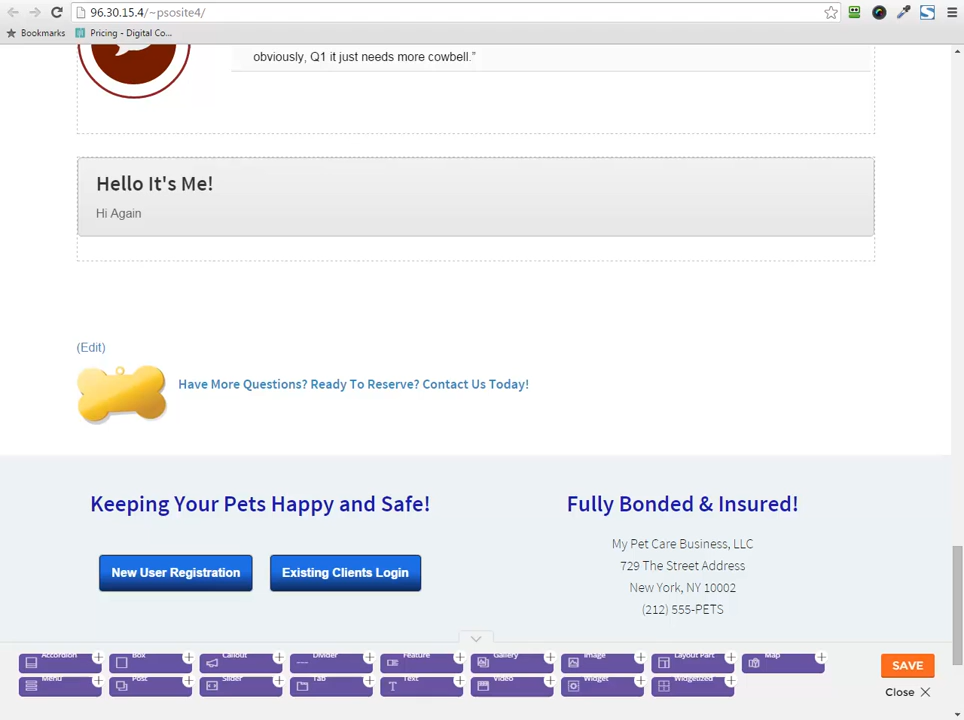 96.30.15.4/~psosite4/
Bookmarks Pricing - Digital Co...
obviously, Q1 it just needs more cowbell.”
Hello It's Me!
Hi Again
(Edit)
Have More Questions? Ready To Reserve? Contact Us Today!
Keeping Your Pets Happy and Safe! Fully Bonded & Insured!
New User Registration Existing Clients Login
My Pet Care Business, LLC
729 The Street Address
New York, NY 10002
(212) 555-PETS
Accordion Box Callout Divider Feature Gallery Image Layout Part Map
SAVE
Menu Post Slider Tab Text Video Widget Widgetized
Close